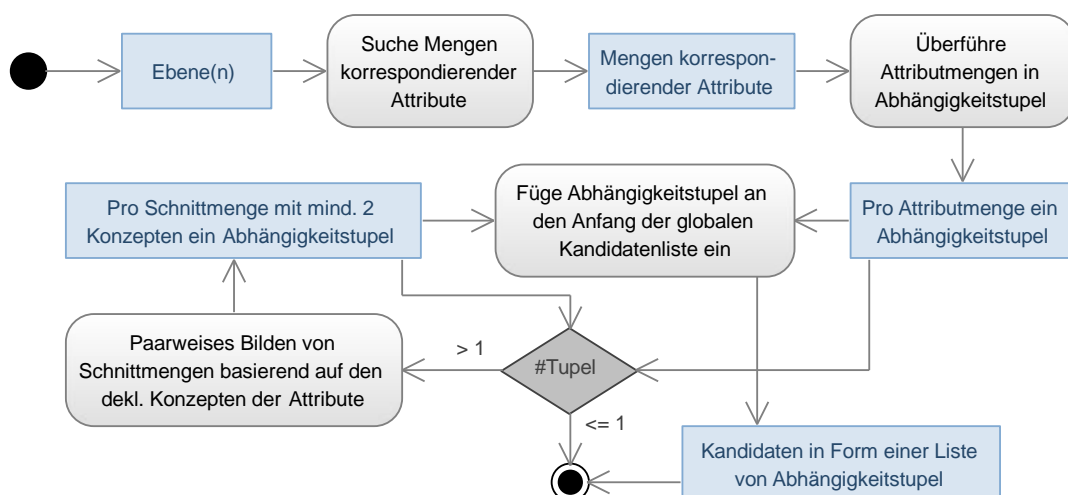 Ebene(n)
Suche Mengen
korrespondierender
Attribute
Mengen korrespon-
dierender Attribute
Überführe
Attributmengen in
Abhängigkeitstupel
Pro Schnittmenge mit mind. 2
Konzepten ein Abhängigkeitstupel
Füge Abhängigkeitstupel an
den Anfang der globalen
Kandidatenliste ein
Pro Attributmenge ein
Abhängigkeitstupel
Paarweises Bilden von
Schnittmengen basierend auf den
dekl. Konzepten der Attribute
> 1
#Tupel
<= 1
Kandidaten in Form einer Liste
von Abhängigkeitstupel